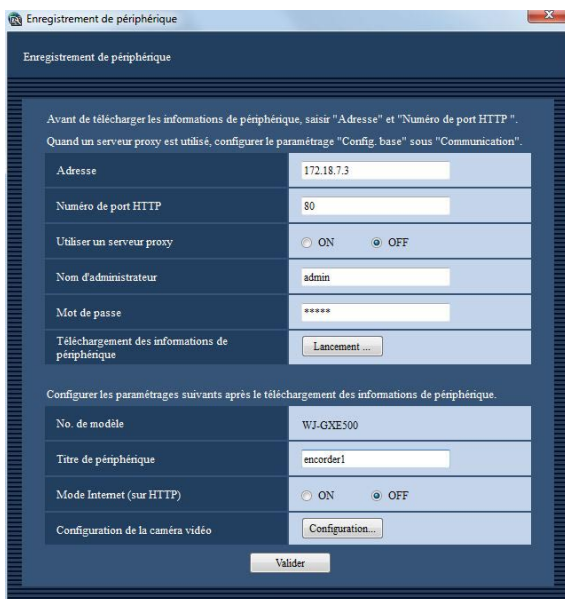 Enregistrement de périphérique
Enregistrement de périphérique
Avant de télécharger les informations de périphérique, saisir "Adresse" et "Numéro de port HTTP ".
Quand un serveur proxy est utilisé, configurer le paramétrage "Config. base" sous "Communication".
Adresse 172.18.7.3
Numéro de port HTTP 80
Utiliser un serveur proxy ON OFF
Nom d'administrateur admin
Mot de passe *****
Téléchargement des informations de
périphérique Lancement ...
Configurer les paramétrages suivants après le téléchargement des informations de périphérique.
No. de modèle WJ-GXE500
Titre de périphérique encorder1
Mode Internet (sur HTTP) ON OFF
Configuration de la caméra vidéo Configuration...
Valider